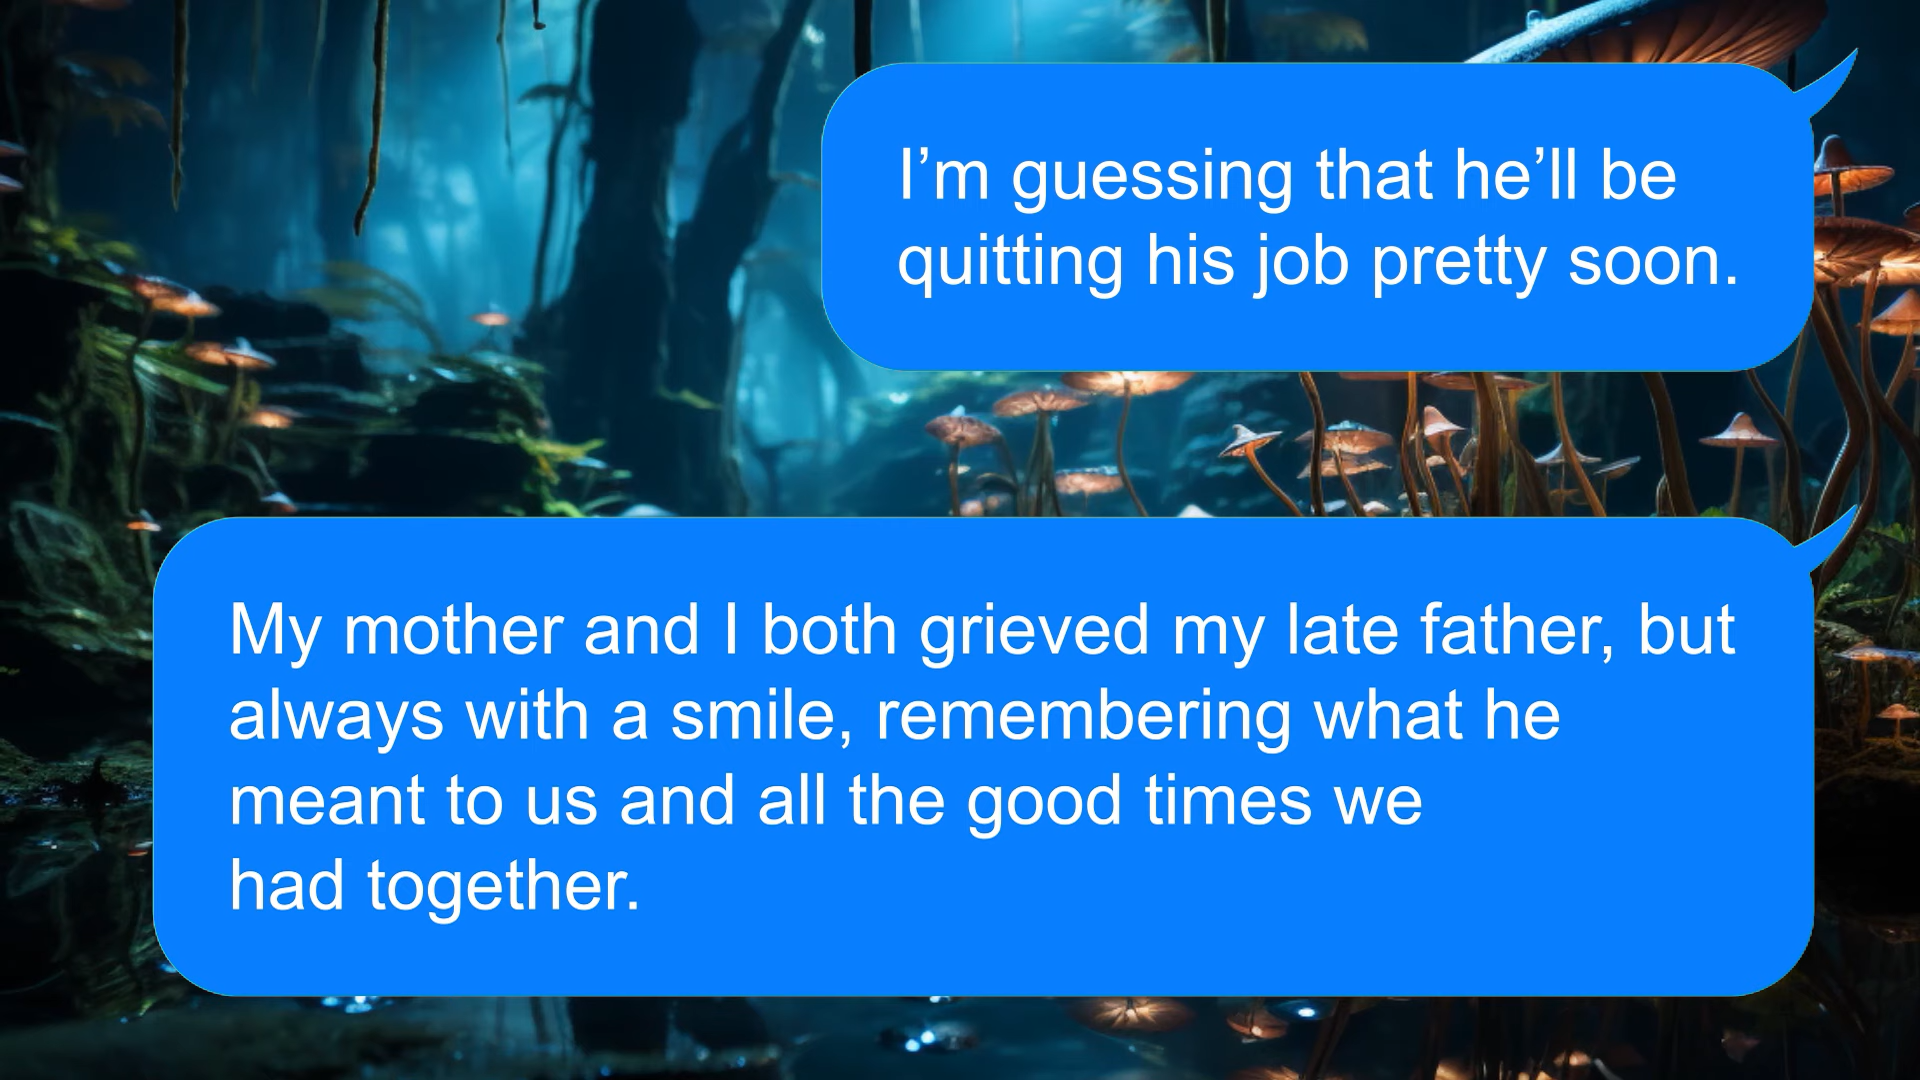 I’m guessing that he’ll be
quitting his job pretty soon.
My mother and I both grieved my late father, but
always with a smile, remembering what he
meant to us and all the good times we
had together.